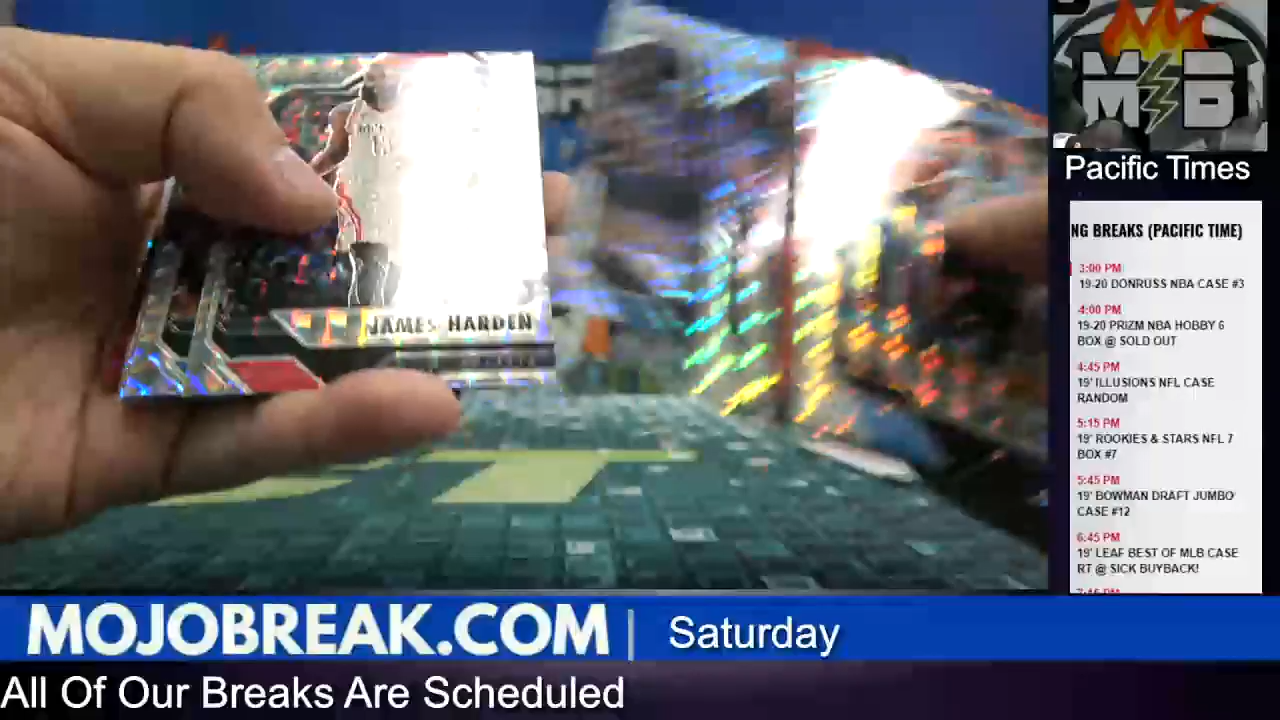 JAMES HARDEN
M B
Pacific Times
NG BREAKS (PACIFIC TIME)
3:00 PM
19-20 DONRUSS NBA CASE #3
4:00 PM
19-20 PRIZM NBA HOBBY 6
BOX @ SOLD OUT
4:45 PM
19' ILLUSIONS NFL CASE
RANDOM
5:15 PM
19' ROOKIES & STARS NFL 7
BOX #7
5:45 PM
19' BOWMAN DRAFT JUMBO
CASE #12
6:45 PM
19' LEAF BEST OF MLB CASE
RT @ SICK BUYBACK!
MOJOBREAK.COM | Saturday
All Of Our Breaks Are Scheduled